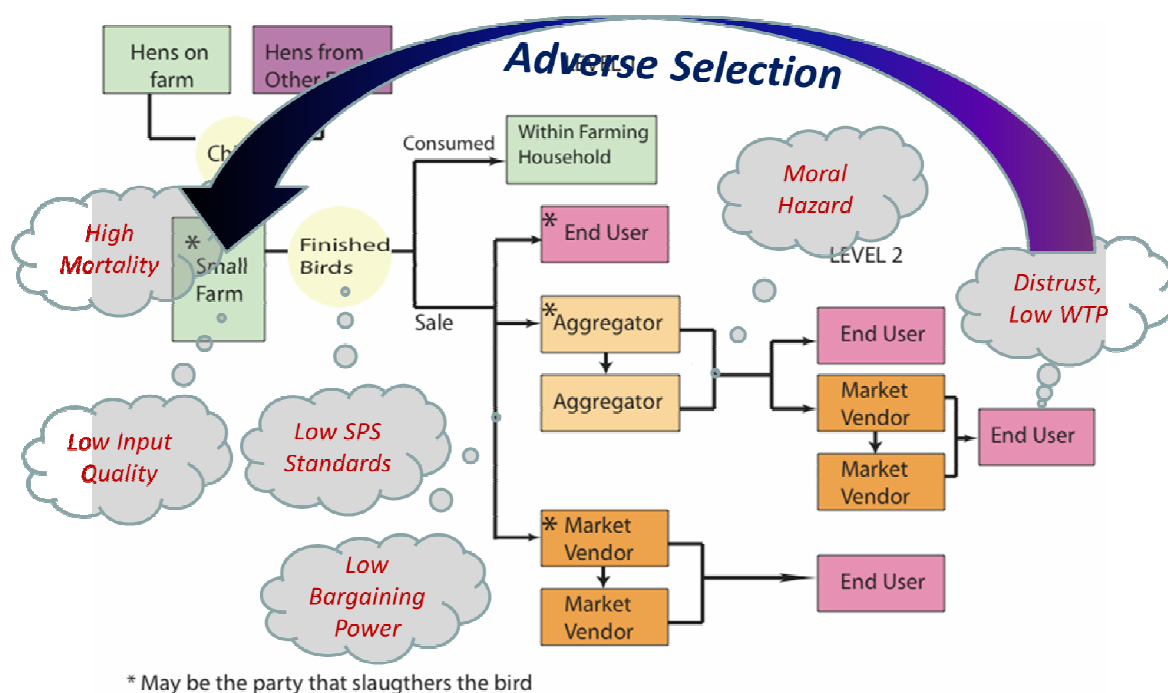 Hens on
farm
Hens from
Other
Adverse Selection
Consumed
Within Farming
Household
Moral
Hazard
High
Mortality
*
Small
Farm
Finished
Birds
* End User
LEVEL 2
Distrust,
Low WTP
Sale
* Aggregator
Aggregator
End User
Market
Vendor
Market
Vendor
End User
Low Input
Quality
Low SPS
Standards
Low
Bargaining
Power
* Market
Vendor
Market
Vendor
End User
* May be the party that slaugthers the bird